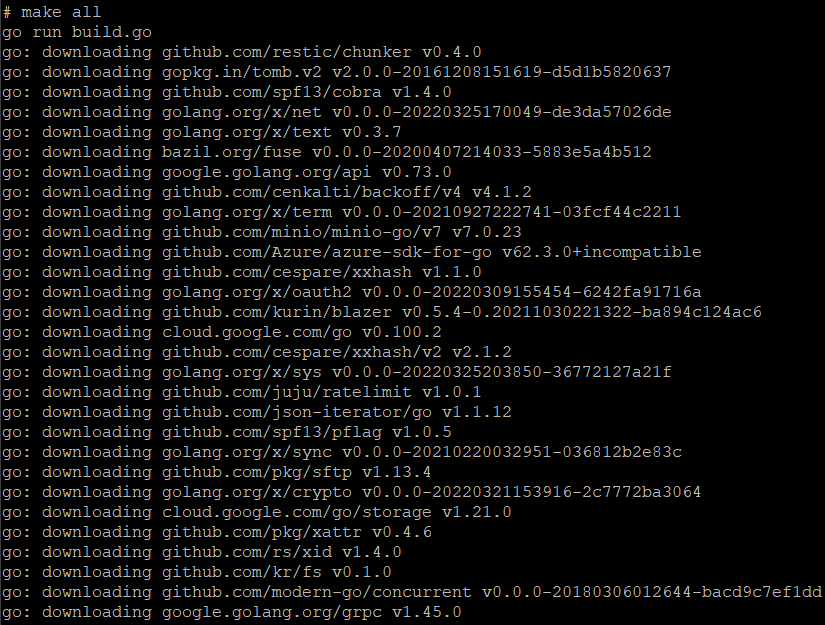 # make all
go run build.go
go: downloading github.com/restic/chunker v0.4.0
go: downloading gopkg.in/tomb.v2 v2.0.0-20161208151619-d5d1b5820637
go: downloading github.com/spf13/cobra v1.4.0
go: downloading golang.org/x/net v0.0.0-20220325170049-de3da57026de
go: downloading golang.org/x/text v0.3.7
go: downloading bazil.org/fuse v0.0.0-20200407214033-5883e5a4b512
go: downloading google.golang.org/api v0.73.0
go: downloading github.com/cenkalti/backoff/v4 v4.1.2
go: downloading golang.org/x/term v0.0.0-20210927222741-03fcf44c2211
go: downloading github.com/minio/minio-go/v7 v7.0.23
go: downloading github.com/Azure/azure-sdk-for-go v62.3.0+incompatible
go: downloading github.com/cespare/xxhash v1.1.0
go: downloading golang.org/x/oauth2 v0.0.0-20220309155454-6242fa91716a
go: downloading github.com/kurin/blazer v0.5.4-0.20211030221322-ba894c124ac6
go: downloading cloud.google.com/go v0.100.2
go: downloading github.com/cespare/xxhash/v2 v2.1.2
go: downloading golang.org/x/sys v0.0.0-20220325203850-36772127a21f
go: downloading github.com/juju/ratelimit v1.0.1
go: downloading github.com/json-iterator/go v1.1.12
go: downloading github.com/spf13/pflag v1.0.5
go: downloading golang.org/x/sync v0.0.0-20210220032951-036812b2e83c
go: downloading github.com/pkg/sftp v1.13.4
go: downloading golang.org/x/crypto v0.0.0-20220321153916-2c7772ba3064
go: downloading cloud.google.com/go/storage v1.21.0
go: downloading github.com/pkg/xattr v0.4.6
go: downloading github.com/rs/xid v1.4.0
go: downloading github.com/kr/fs v0.1.0
go: downloading github.com/modern-go/concurrent v0.0.0-20180306012644-bacd9c7ef1dd
go: downloading google.golang.org/grpc v1.45.0